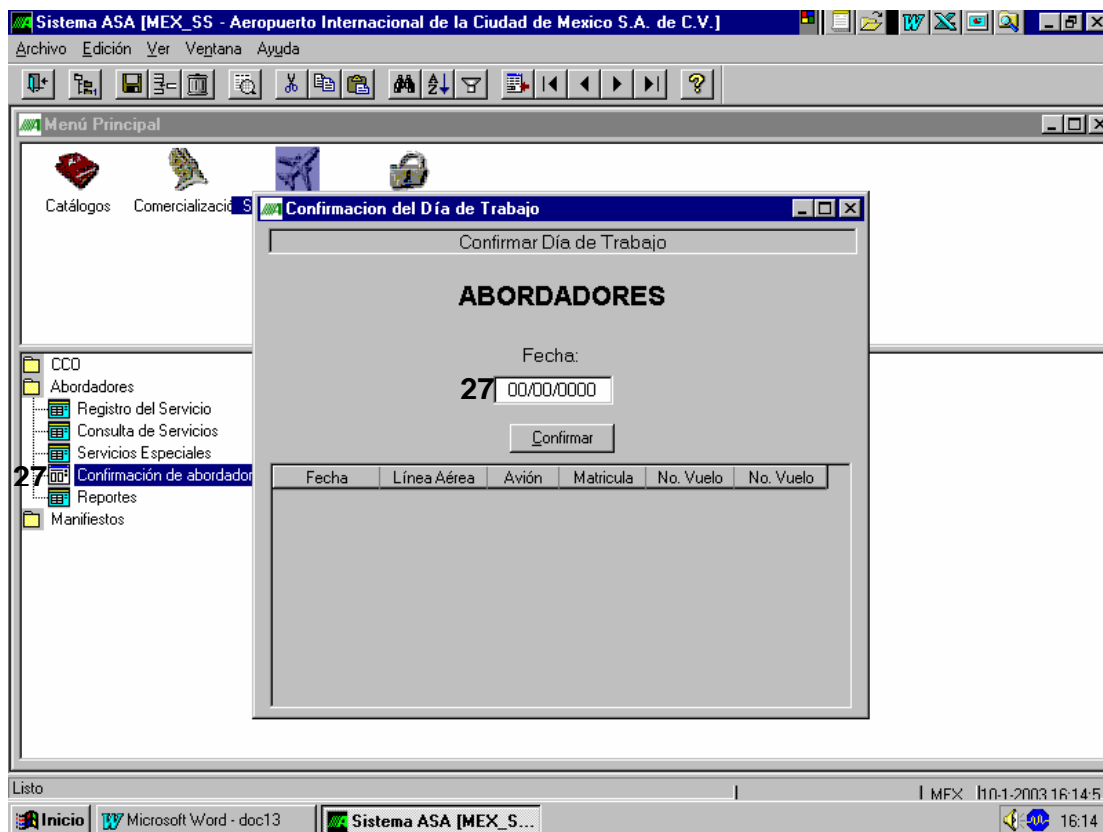 Sistema ASA [MEX_SS - Aeropuerto Internacional de la Ciudad de Mexico S.A. de C.V.]
Archivo Edición Ver Ventana Ayuda
Menú Principal
Catálogos Comercializació S
Confirmacion del Día de Trabajo
Confirmar Día de Trabajo
ABORDADORES
Fecha:
27 00/00/0000
Confirmar
Fecha Línea Aérea Avión Matricula No. Vuelo No. Vuelo
CCO
Abordadores
Registro del Servicio
Consulta de Servicios
Servicios Especiales
27 Confirmación de abordador
Reportes
Manifiestos
Listo MEX 10-1-2003 16:14:5
Inicio Microsoft Word - doc13 Sistema ASA [MEX_S... 16:14